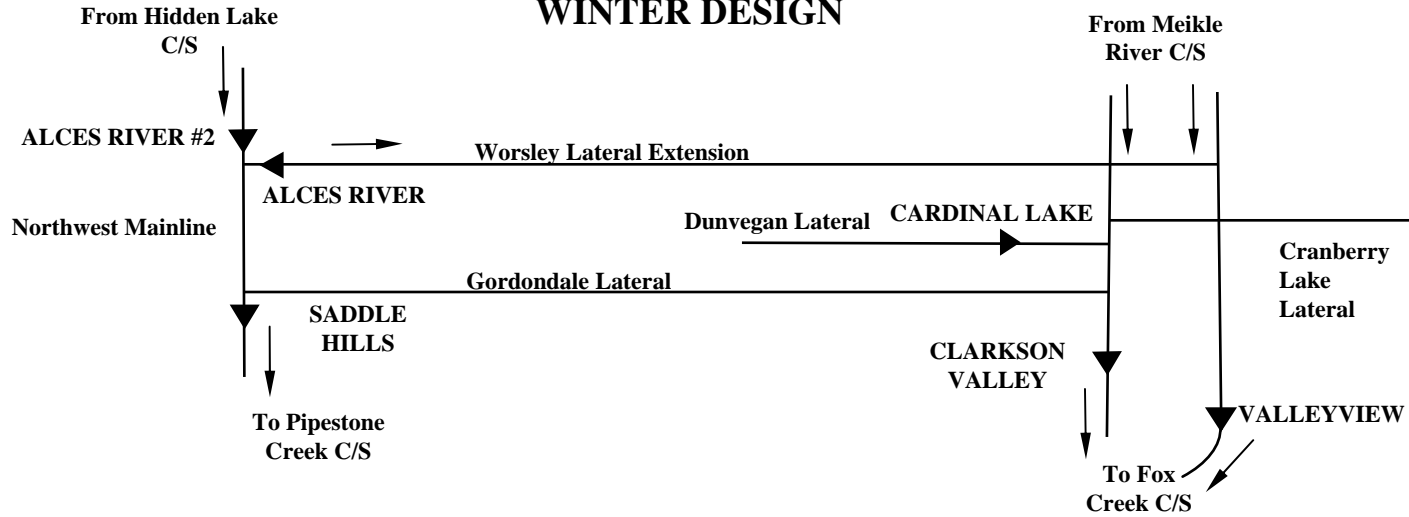 WINTER DESIGN
From Hidden Lake
C/S
From Meikle
River C/S
ALCES RIVER #2
Worsley Lateral Extension
ALCES RIVER
Northwest Mainline
Dunvegan Lateral
CARDINAL LAKE
Cranberry
Lake
Lateral
Gordondale Lateral
SADDLE
HILLS
CLARKSON
VALLEY
VALLEYVIEW
To Pipestone
Creek C/S
To Fox
Creek C/S